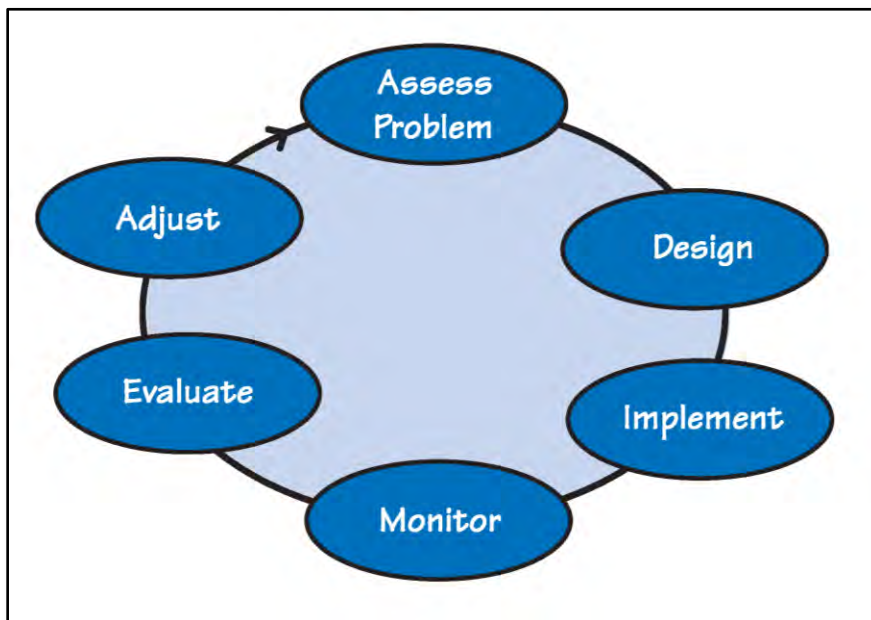 Assess
Problem
Design
Implement
Monitor
Evaluate
Adjust